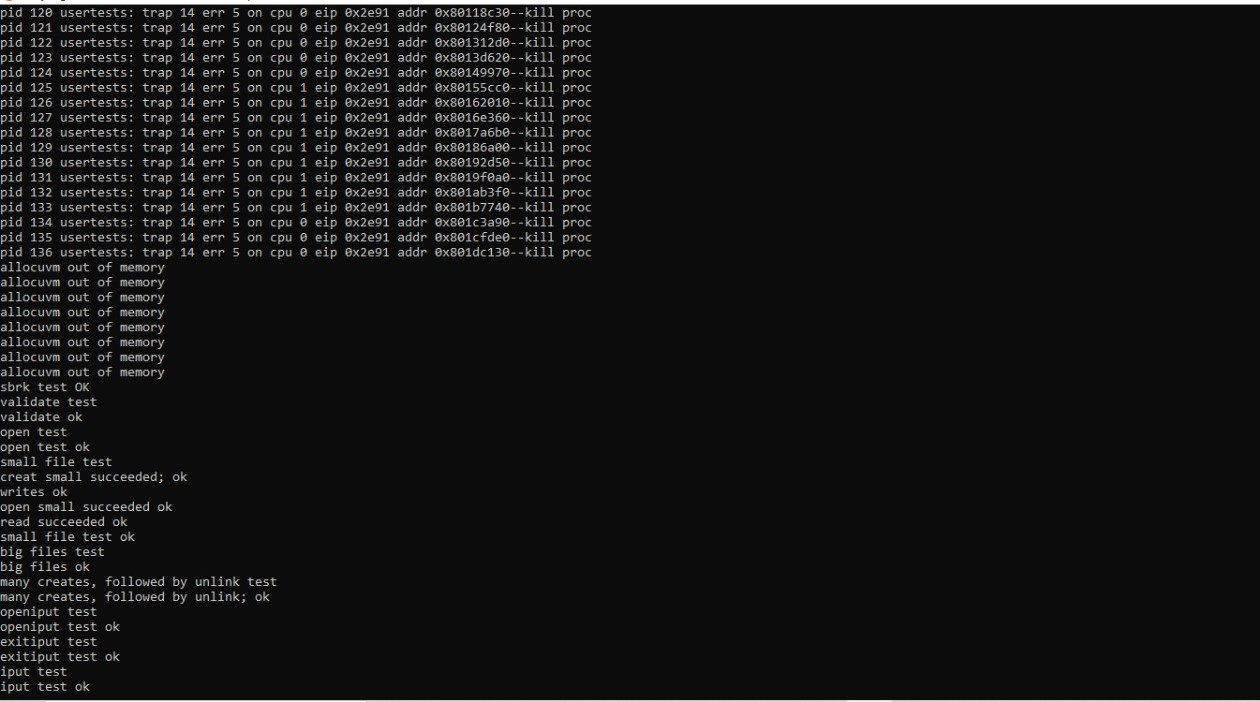 pid 120 usertests: trap 14 err 5 on cpu 0 eip 0x2e91 addr 0x80118c30--kill proc
pid 121 usertests: trap 14 err 5 on cpu 0 eip 0x2e91 addr 0x80124f80--kill proc
pid 122 usertests: trap 14 err 5 on cpu 0 eip 0x2e91 addr 0x801312d0--kill proc
pid 123 usertests: trap 14 err 5 on cpu 0 eip 0x2e91 addr 0x8013d620--kill proc
pid 124 usertests: trap 14 err 5 on cpu 0 eip 0x2e91 addr 0x80149970--kill proc
pid 125 usertests: trap 14 err 5 on cpu 1 eip 0x2e91 addr 0x80155cc0--kill proc
pid 126 usertests: trap 14 err 5 on cpu 1 eip 0x2e91 addr 0x80162010--kill proc
pid 127 usertests: trap 14 err 5 on cpu 1 eip 0x2e91 addr 0x8016e360--kill proc
pid 128 usertests: trap 14 err 5 on cpu 1 eip 0x2e91 addr 0x8017a6b0--kill proc
pid 129 usertests: trap 14 err 5 on cpu 1 eip 0x2e91 addr 0x80186a00--kill proc
pid 130 usertests: trap 14 err 5 on cpu 1 eip 0x2e91 addr 0x80192d50--kill proc
pid 131 usertests: trap 14 err 5 on cpu 1 eip 0x2e91 addr 0x8019f0a0--kill proc
pid 132 usertests: trap 14 err 5 on cpu 1 eip 0x2e91 addr 0x801ab3f0--kill proc
pid 133 usertests: trap 14 err 5 on cpu 1 eip 0x2e91 addr 0x801b7740--kill proc
pid 134 usertests: trap 14 err 5 on cpu 0 eip 0x2e91 addr 0x801c3a90--kill proc
pid 135 usertests: trap 14 err 5 on cpu 0 eip 0x2e91 addr 0x801cfde0--kill proc
pid 136 usertests: trap 14 err 5 on cpu 0 eip 0x2e91 addr 0x801dc130--kill proc
allocuvm out of memory
allocuvm out of memory
allocuvm out of memory
allocuvm out of memory
allocuvm out of memory
allocuvm out of memory
allocuvm out of memory
allocuvm out of memory
sbrk test OK
validate test
validate ok
open test
open test ok
small file test
creat small succeeded; ok
writes ok
open small succeeded ok
read succeeded ok
small file test ok
big files test
big files ok
many creates, followed by unlink test
many creates, followed by unlink; ok
openiput test
openiput test ok
exitiput test
exitiput test ok
iput test
iput test ok